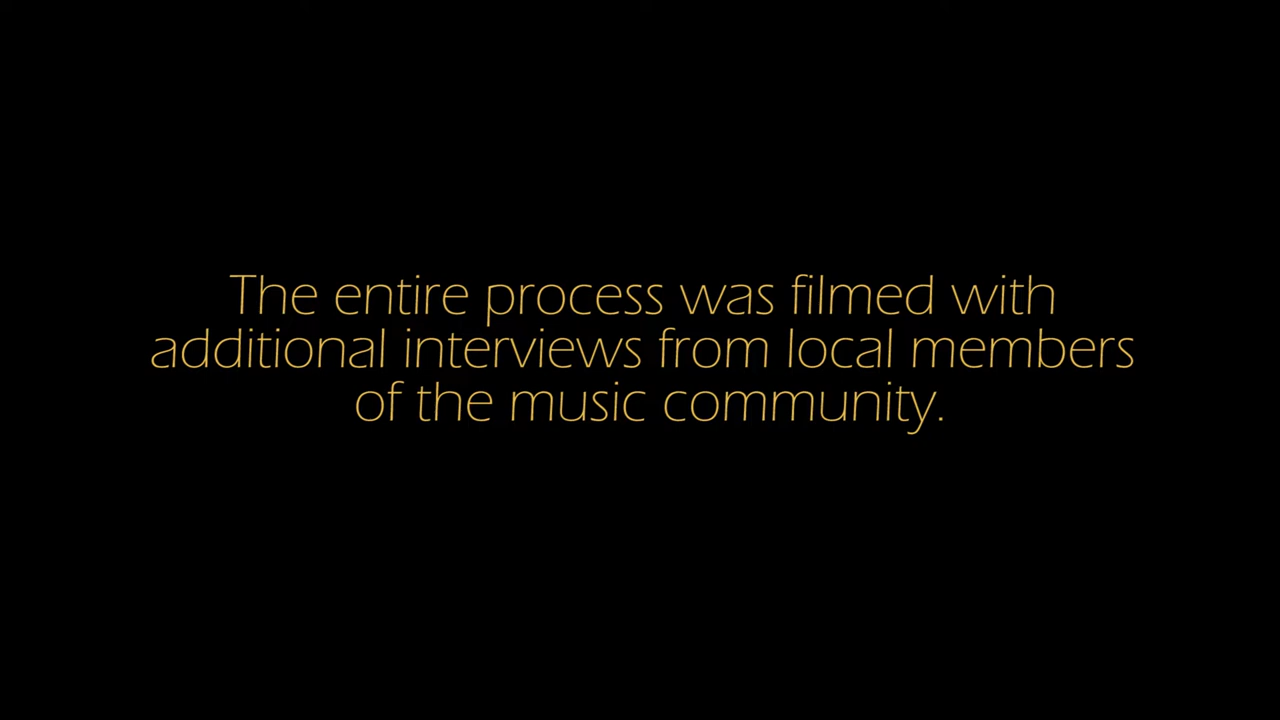 The entire process was filmed with
additional interviews from local members
of the music community.